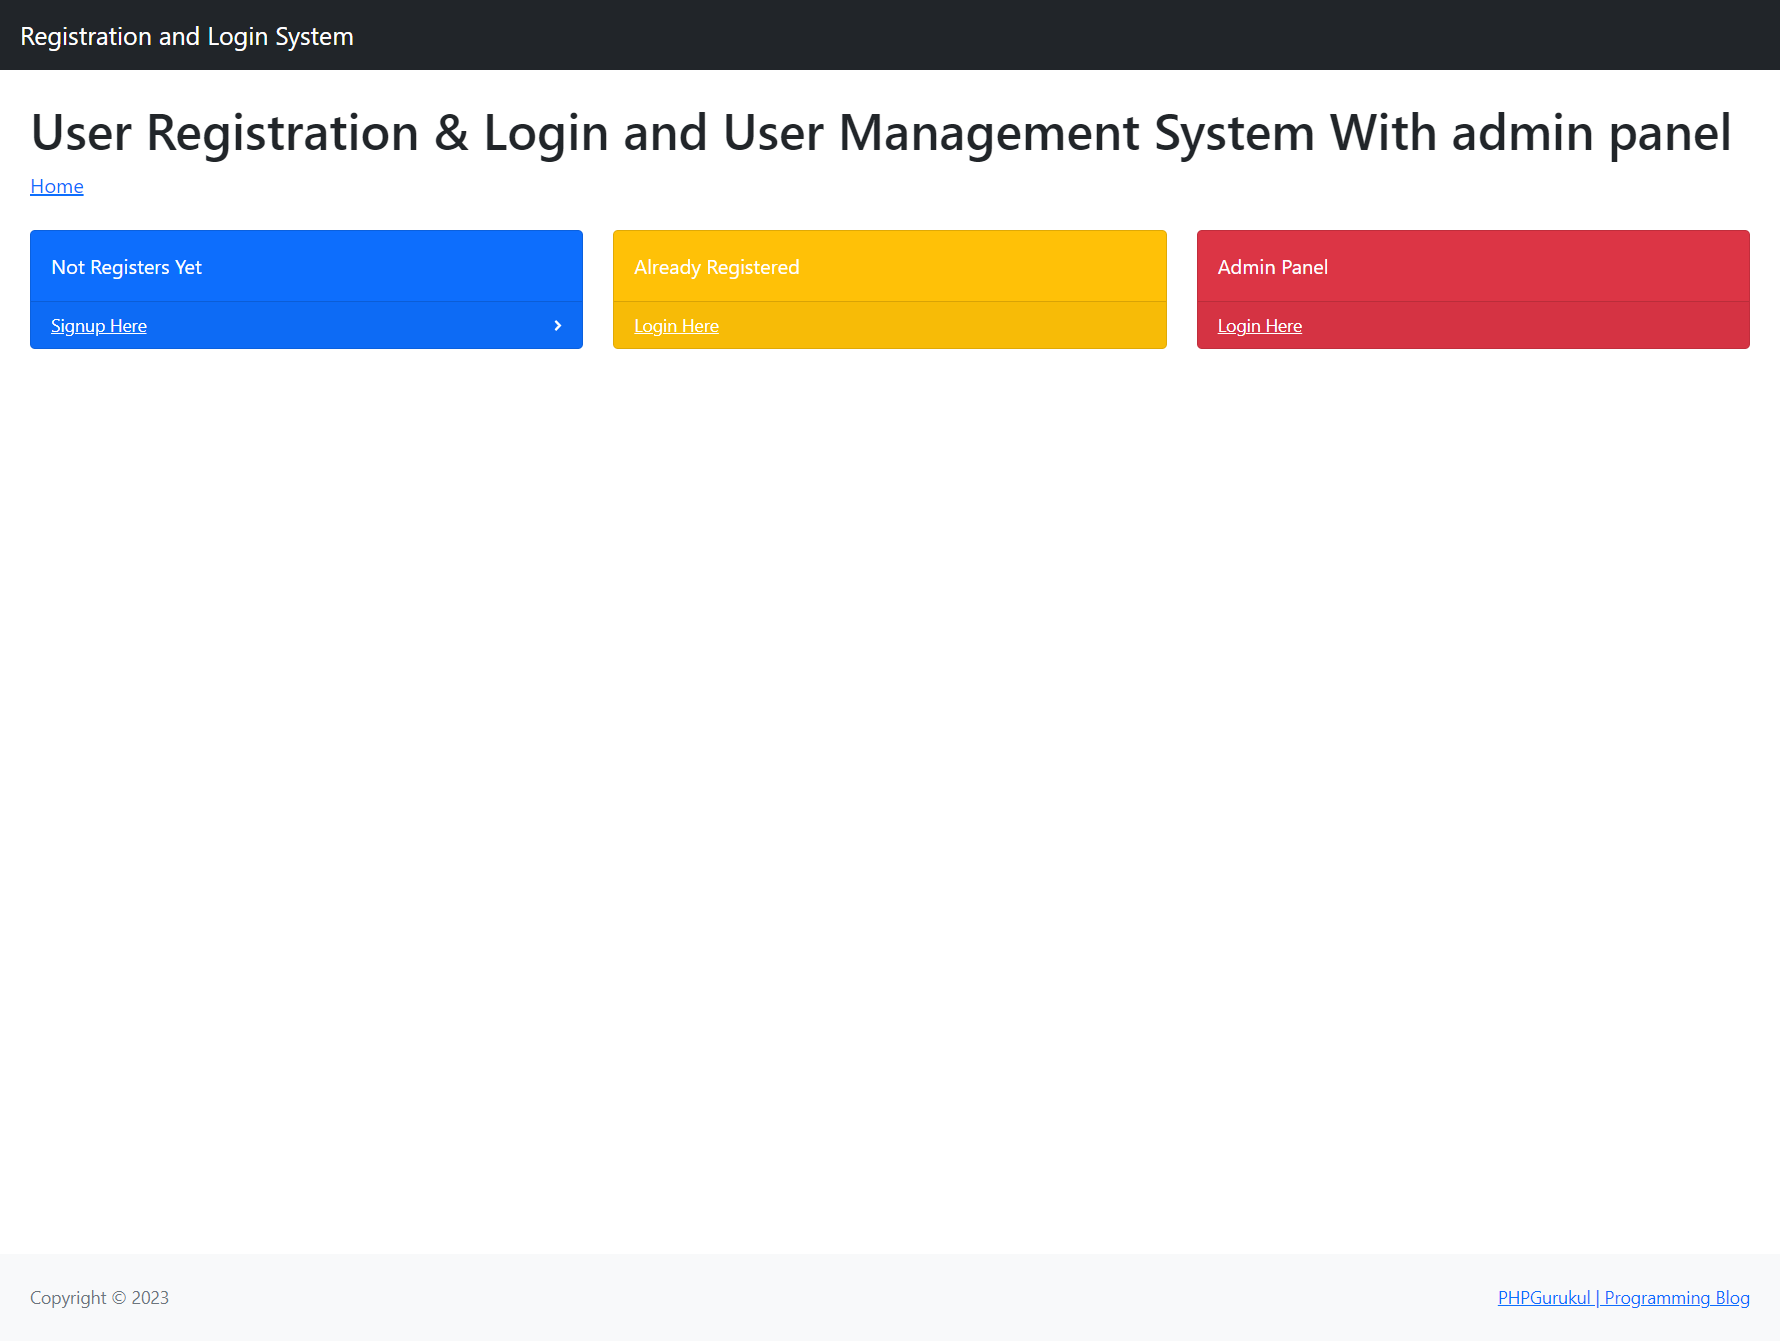 Registration and Login System
User Registration & Login and User Management System With admin panel
Home
Not Registers Yet
Signup Here
Already Registered
Login Here
Admin Panel
Login Here
Copyright © 2023
PHPGurukul | Programming Blog